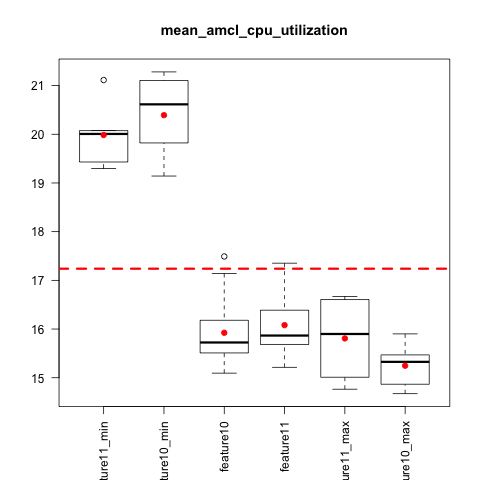 mean_amcl_cpu_utilization
21
20
19
18
17
16
15
ture11_min
ture10_min
feature10
feature11
ure11_max
ure10_max